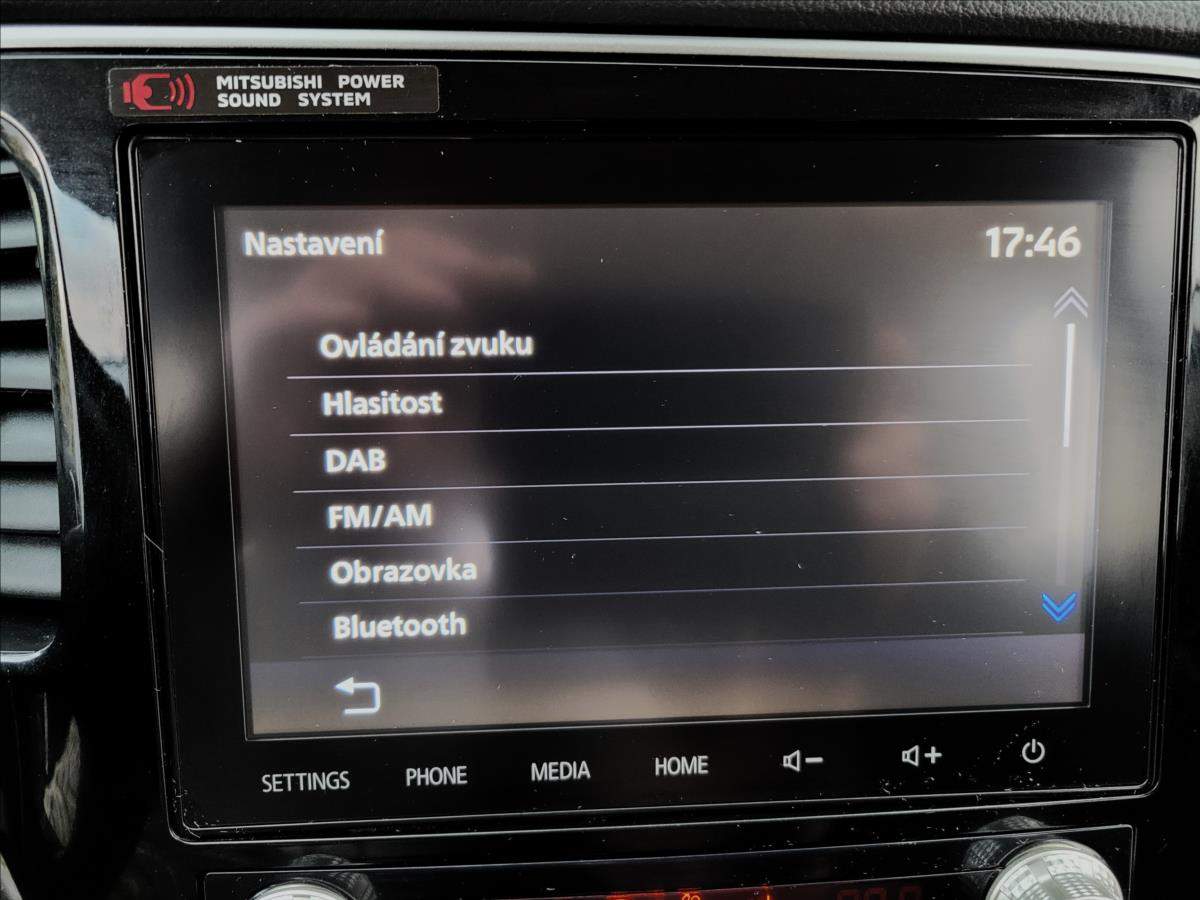 MITSUBISHI POWER
SOUND SYSTEM
Nastavení 17:46
Ovládání zvuku
Hlasitost
DAB
FM/AM
Obrazovka
Bluetooth
SETTINGS PHONE MEDIA HOME